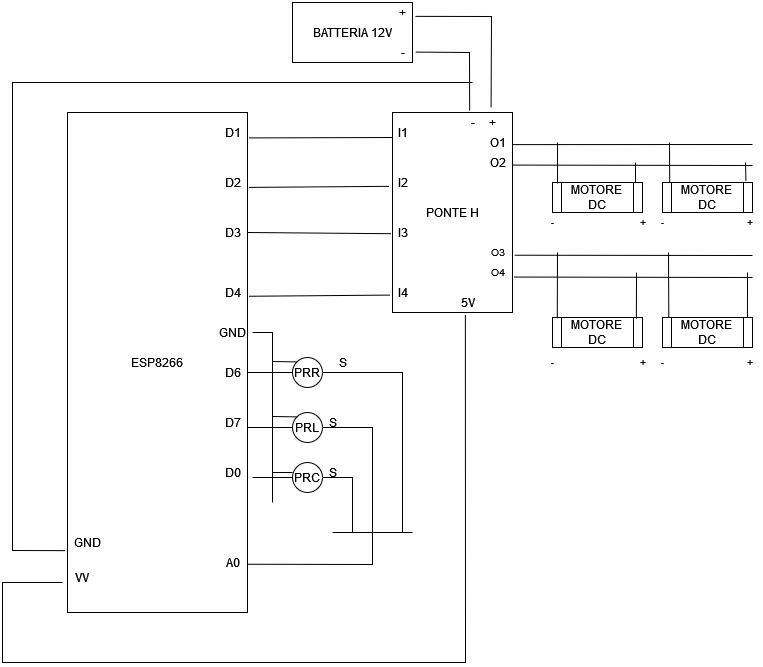 BATTERIA 12V
+
-
- +
D1
I1
O1
O2
D2
I2
PONTE H
MOTORE
DC
- +
MOTORE
DC
- +
D3
I3
O3
O4
D4
I4
5V
MOTORE
DC
- +
MOTORE
DC
- +
GND
ESP8266
D6
PRR
S
D7
PRL
S
D0
PRC
S
GND
A0
VV